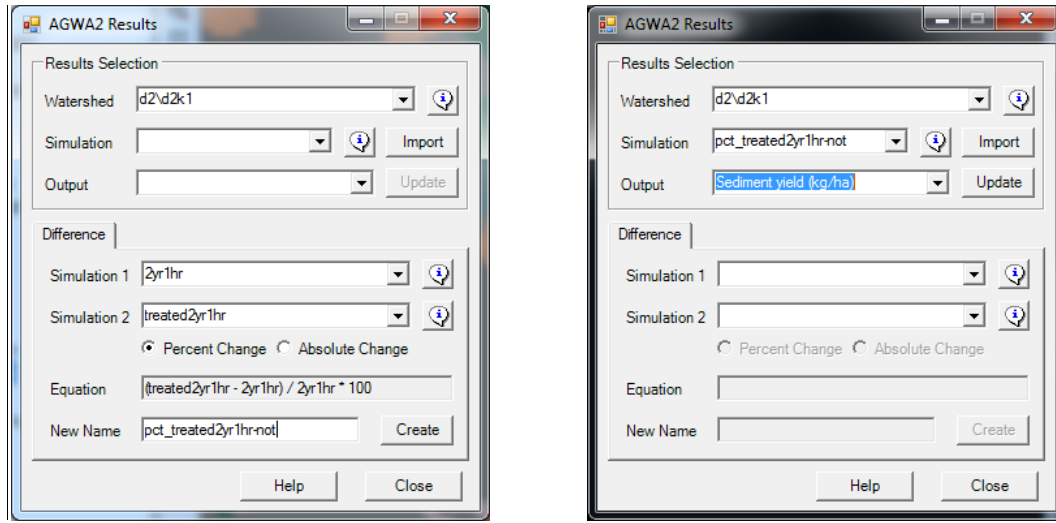 AGWA2 Results
Results Selection
Watershed d2\d2k1
Simulation Import
Output Update
Difference
Simulation 1 2yr1hr
Simulation 2 treated2yr1hr
Percent Change Absolute Change
Equation (treated2yr1hr - 2yr1hr) / 2yr1hr * 100
New Name pct_treated2yr1hr-not Create
Help Close
AGWA2 Results
Results Selection
Watershed d2\d2k1
Simulation pct_treated2yr1hr-not Import
Output Sediment yield (kg/ha) Update
Difference
Simulation 1
Simulation 2
Percent Change Absolute Change
Equation
New Name Create
Help Close